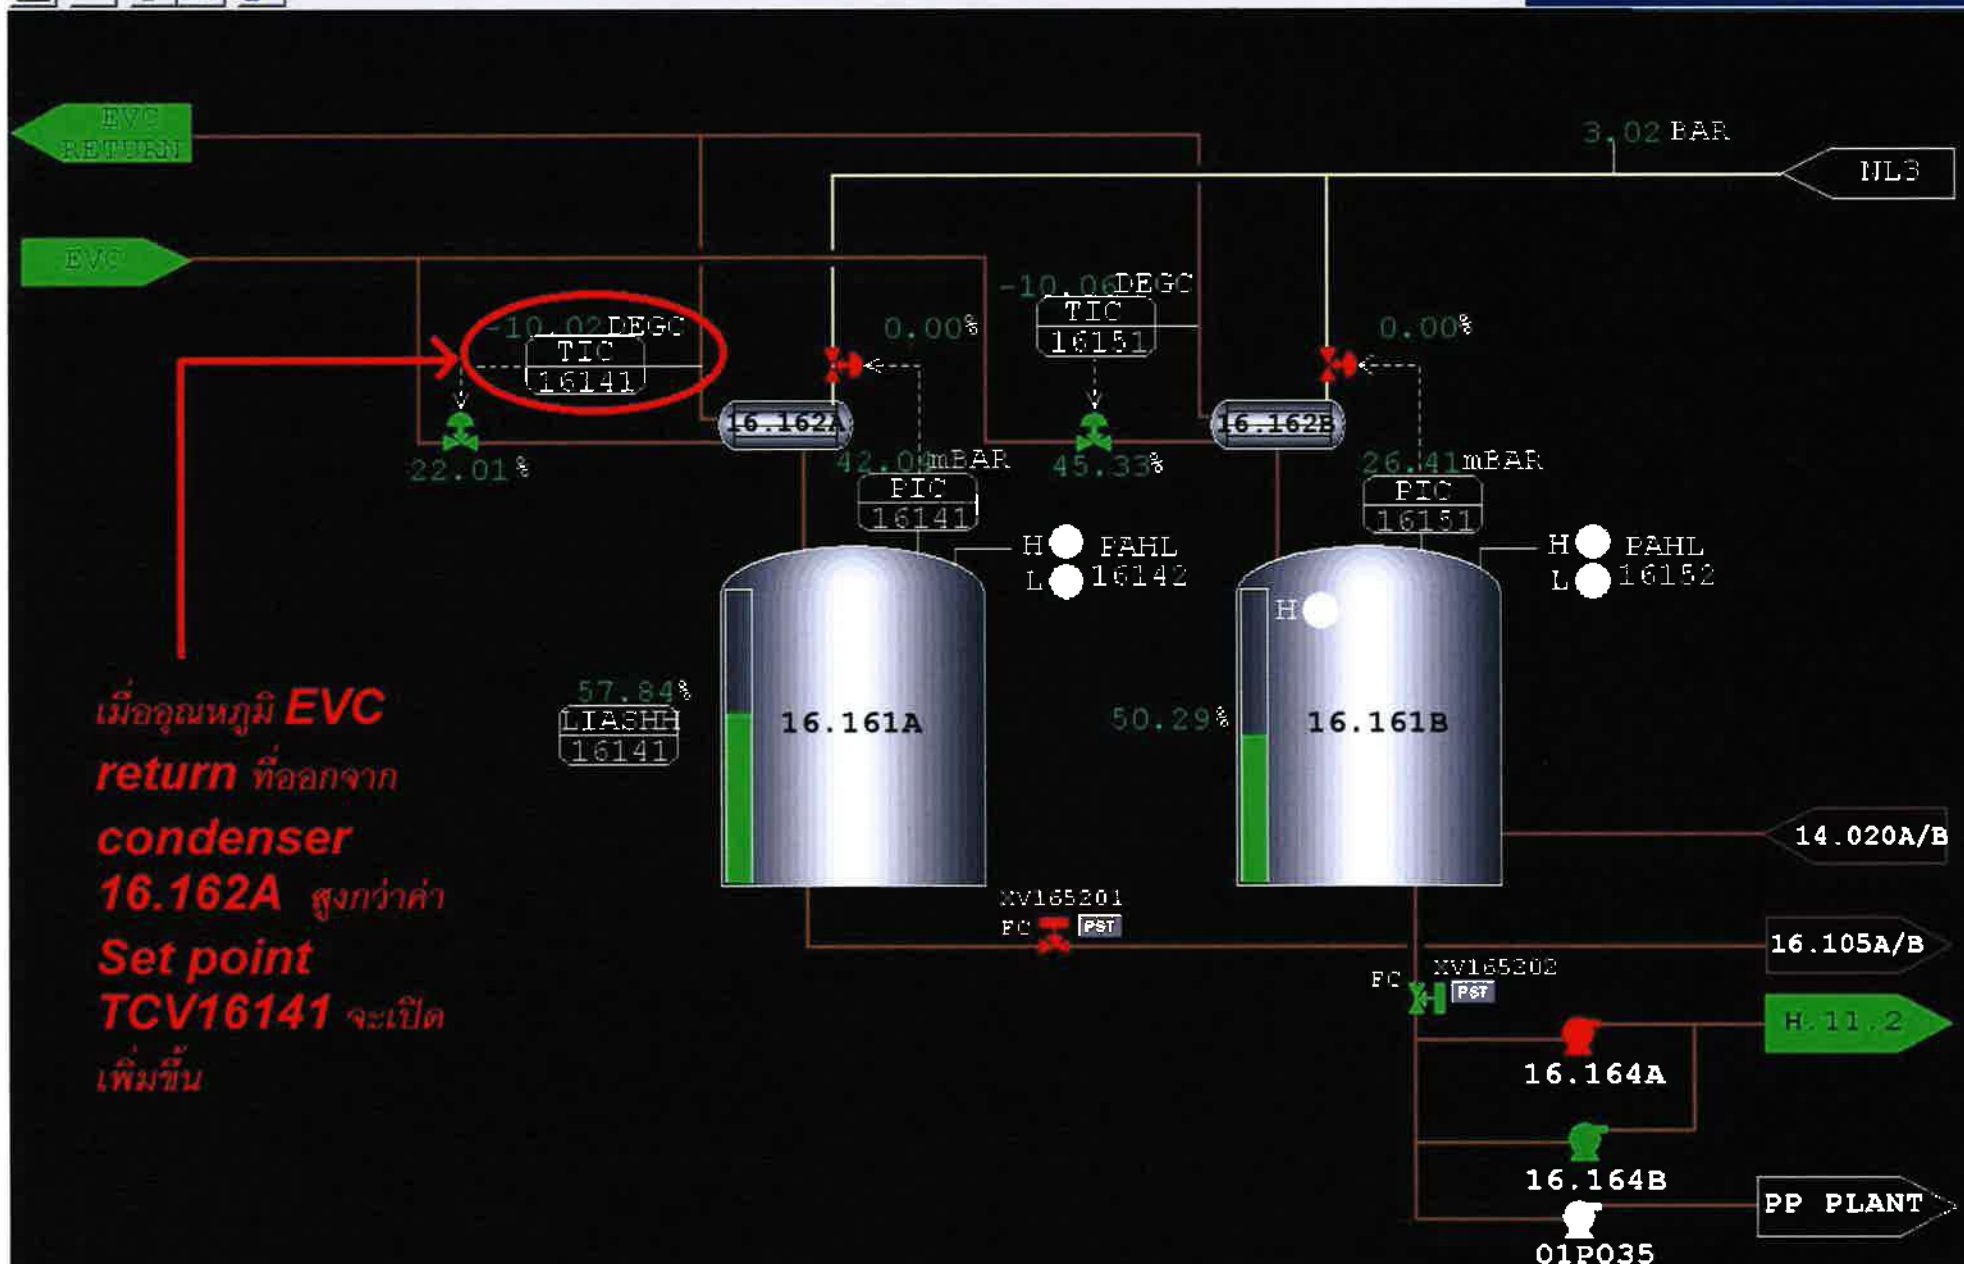 EVC
RETURN
3.02 BAR
NL3
EVC
-10.02 DEGC
TIC
16141
0.00%
-10.06 DEGC
TIC
16151
0.00%
16.162A
16.162B
22.01%
mBAR
45.33%
26.41 mBAR
PIC
16141
PIC
16151
H PAHL
L 16142
H PAHL
L 16152
H
57.84%
LIASHH
16141
16.161A
50.29%
16.161B
เมื่ออุณหภูมิ EVC
return ที่ออกจาก
condenser
16.162A สูงกว่าค่า
Set point
TCV16141 จะเปิด
เพิ่มขึ้น
14.020A/B
XV165201
FC PST
16.105A/B
XV165202
FC PST
H.11.2
16.164A
16.164B
PP PLANT
01P035